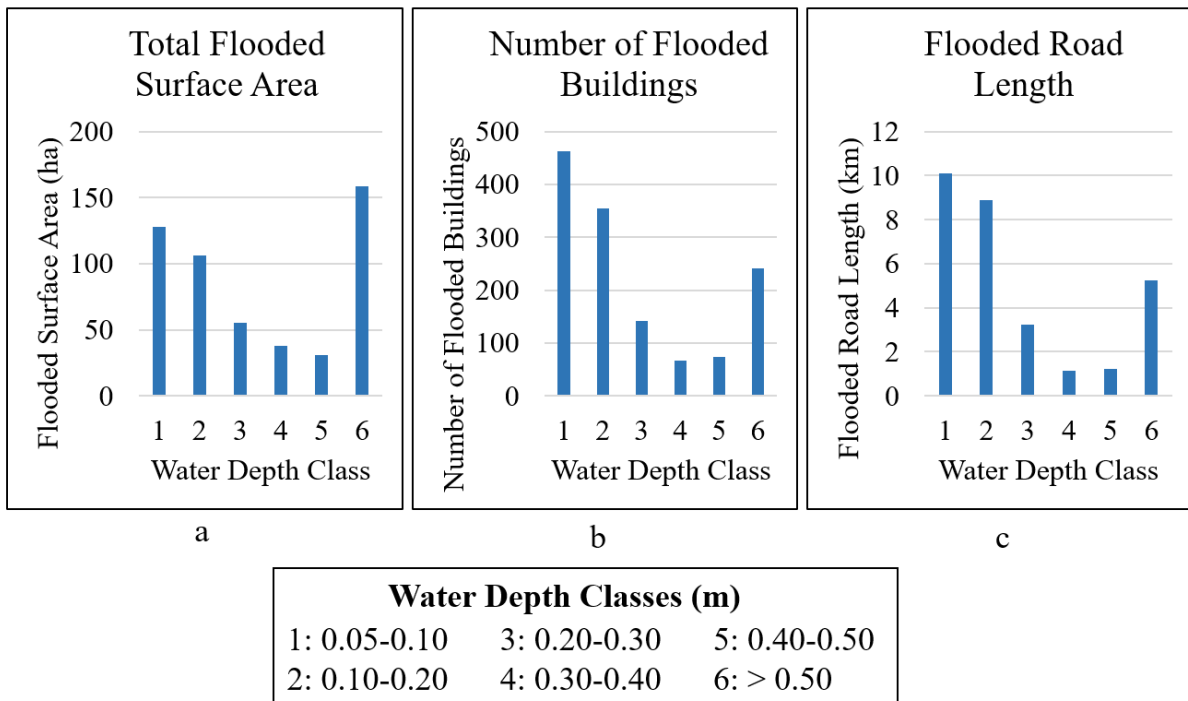 Total Flooded
Surface Area
Flooded Surface Area (ha)
200
150
100
50
0
1 2 3 4 5 6
Water Depth Class
a
Number of Flooded
Buildings
Number of Flooded Buildings
500
400
300
200
100
0
1 2 3 4 5 6
Water Depth Class
b
Flooded Road
Length
Flooded Road Length (km)
12
10
8
6
4
2
0
1 2 3 4 5 6
Water Depth Class
c
Water Depth Classes (m)
1: 0.05-0.10 3: 0.20-0.30 5: 0.40-0.50
2: 0.10-0.20 4: 0.30-0.40 6: > 0.50